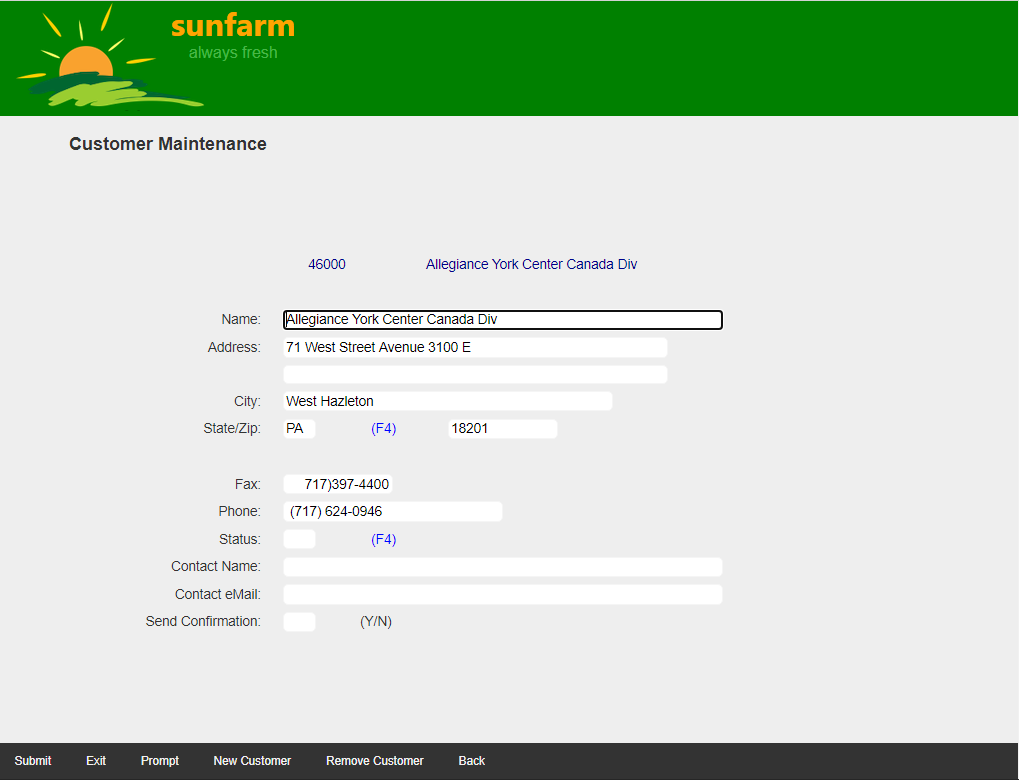 sunfarm
always fresh
Customer Maintenance
46000 Allegiance York Center Canada Div
Name: Allegiance York Center Canada Div
Address: 71 West Street Avenue 3100 E
City: West Hazleton
State/Zip: PA (F4) 18201
Fax: 717)397-4400
Phone: (717) 624-0946
Status: (F4)
Contact Name:
Contact eMail:
Send Confirmation: (Y/N)
Submit Exit Prompt New Customer Remove Customer Back